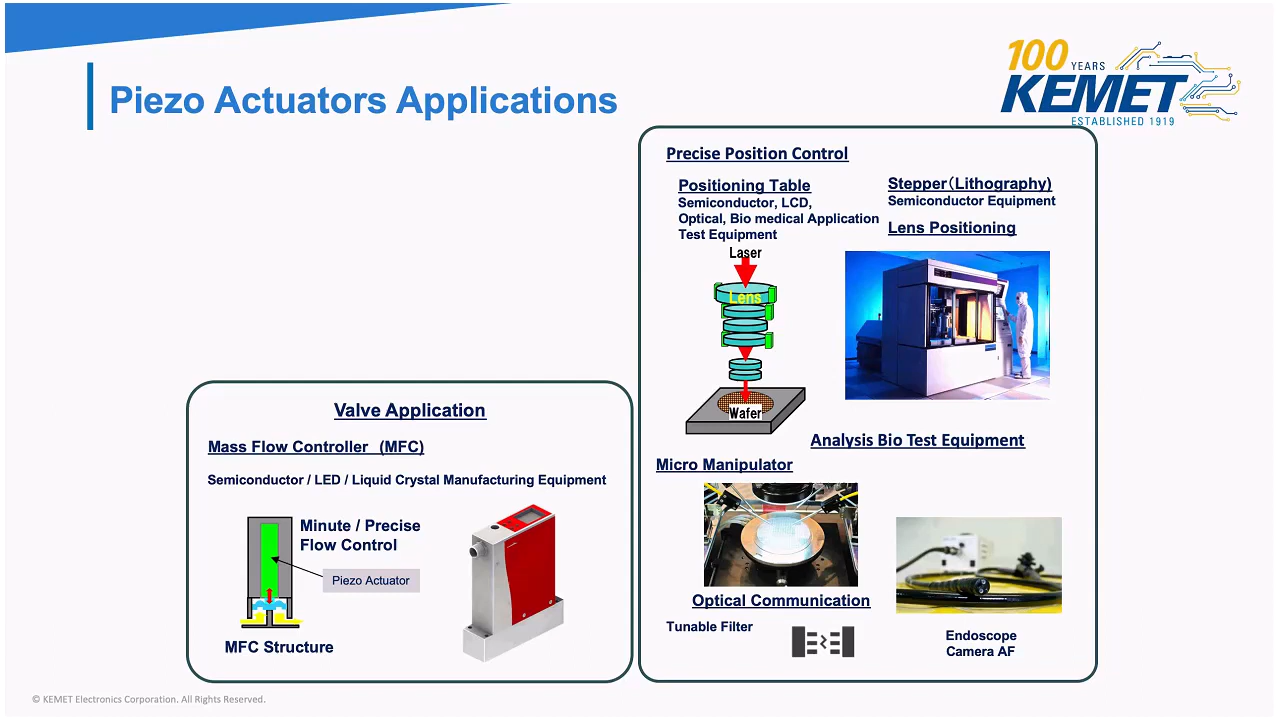 Piezo Actuators Applications
100 YEARS
KEMET
ESTABLISHED 1919
Valve Application
Mass Flow Controller (MFC)
Semiconductor / LED / Liquid Crystal Manufacturing Equipment
Minute / Precise
Flow Control
Piezo Actuator
MFC Structure
Precise Position Control
Positioning Table
Semiconductor, LCD,
Optical, Bio medical Application
Test Equipment
Laser
Lens
Wafer
Stepper(Lithography)
Semiconductor Equipment
Lens Positioning
Analysis Bio Test Equipment
Micro Manipulator
Optical Communication
Tunable Filter
Endoscope
Camera AF
© KEMET Electronics Corporation. All Rights Reserved.